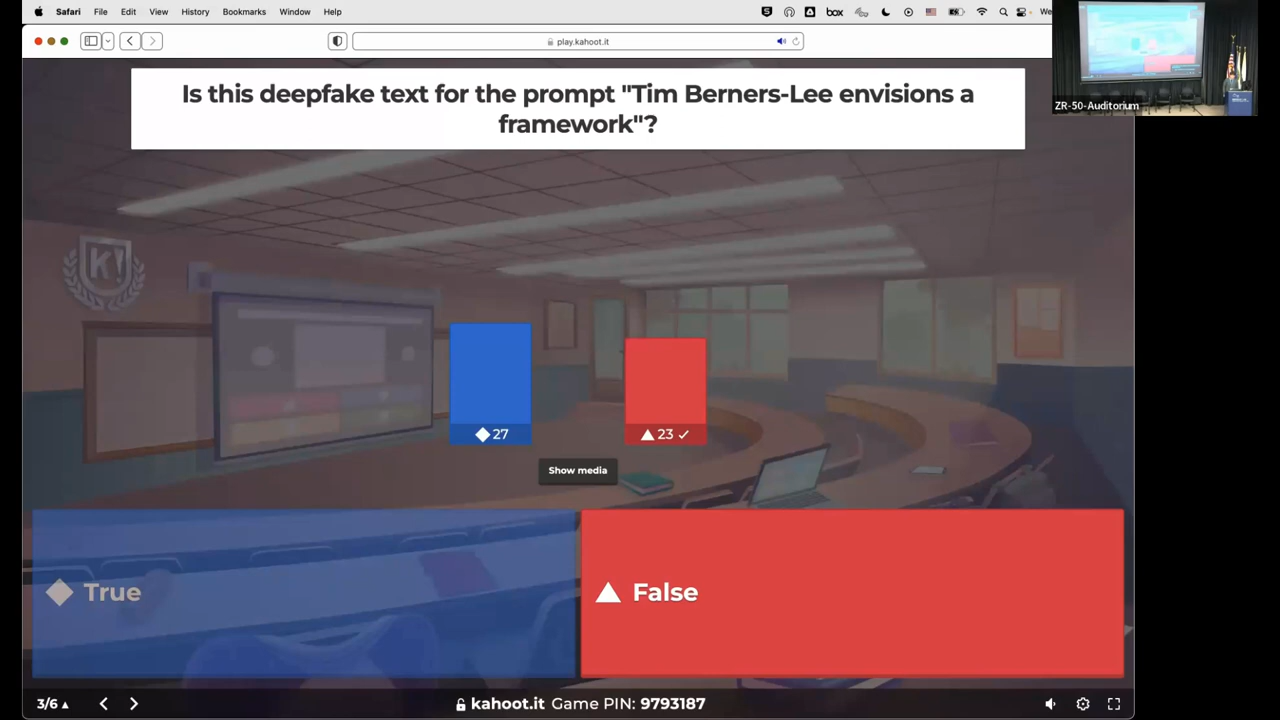 Safari File Edit View History Bookmarks Window Help
box
We
play.kahoot.it
ZR-50-Auditorium
Is this deepfake text for the prompt "Tim Berners-Lee envisions a
framework"?
K!
27
23
Show media
True
False
3/6
kahoot.it Game PIN: 9793187